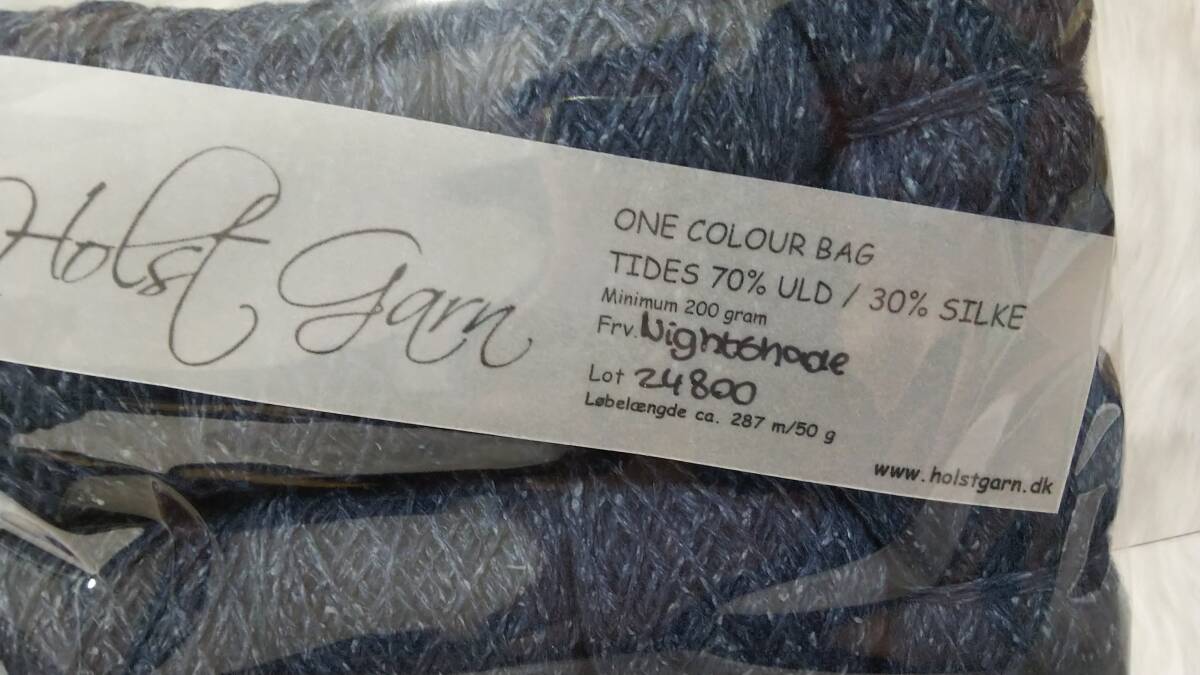 Holst Garn
ONE COLOUR BAG
TIDES 70% ULD / 30% SILKE
Minimum 200 gram
Frv. Nightshade
Lot 24800
Løbelængde ca. 287 m/50 g
www.holstgarn.dk